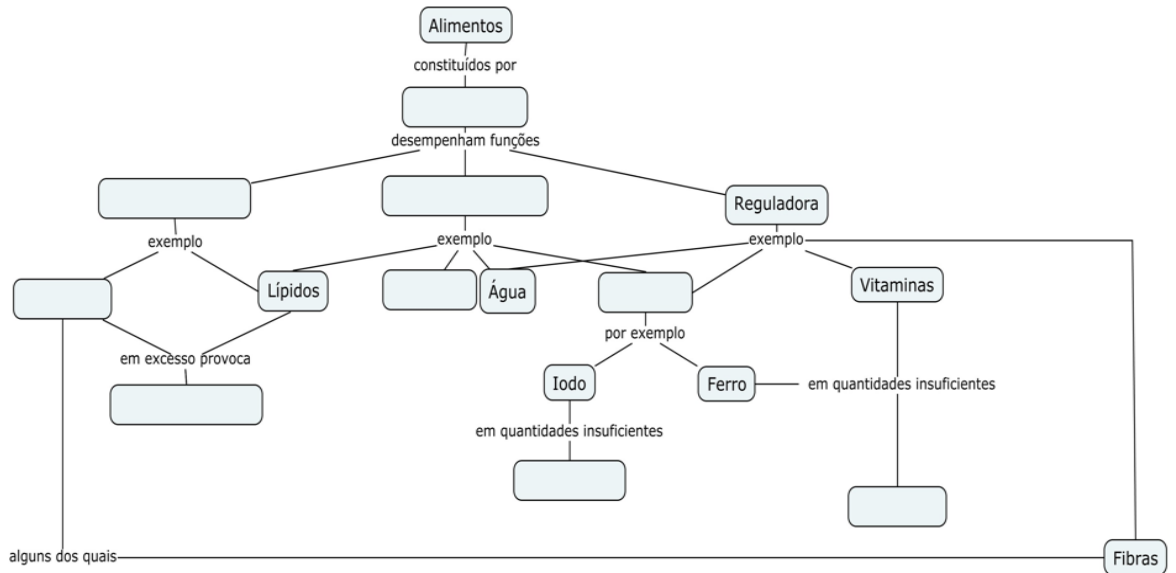 Alimentos
constituídos por
desempenham funções
Reguladora
exemplo
exemplo
exemplo
Lípidos
Água
Vitaminas
por exemplo
em excesso provoca
Iodo
Ferro
em quantidades insuficientes
em quantidades insuficientes
alguns dos quais
Fibras